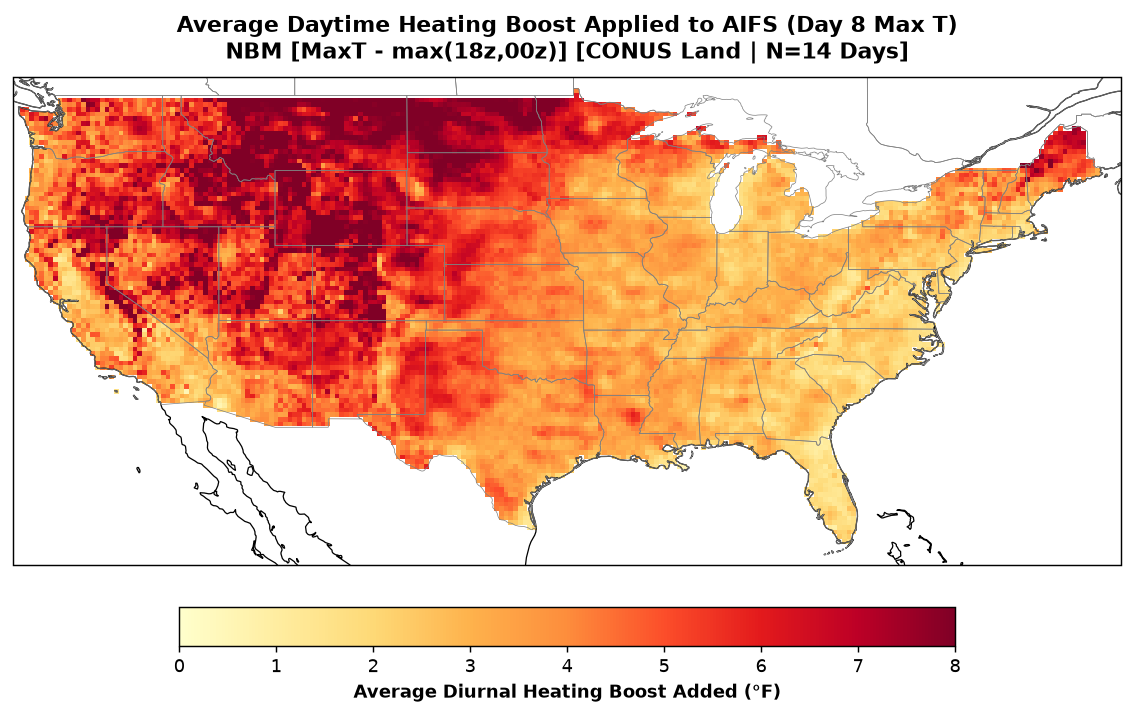 Average Daytime Heating Boost Applied to AIFS (Day 8 Max T)
NBM [MaxT - max(18z,00z)] [CONUS Land | N=14 Days]
0 1 2 3 4 5 6 7 8
Average Diurnal Heating Boost Added (°F)